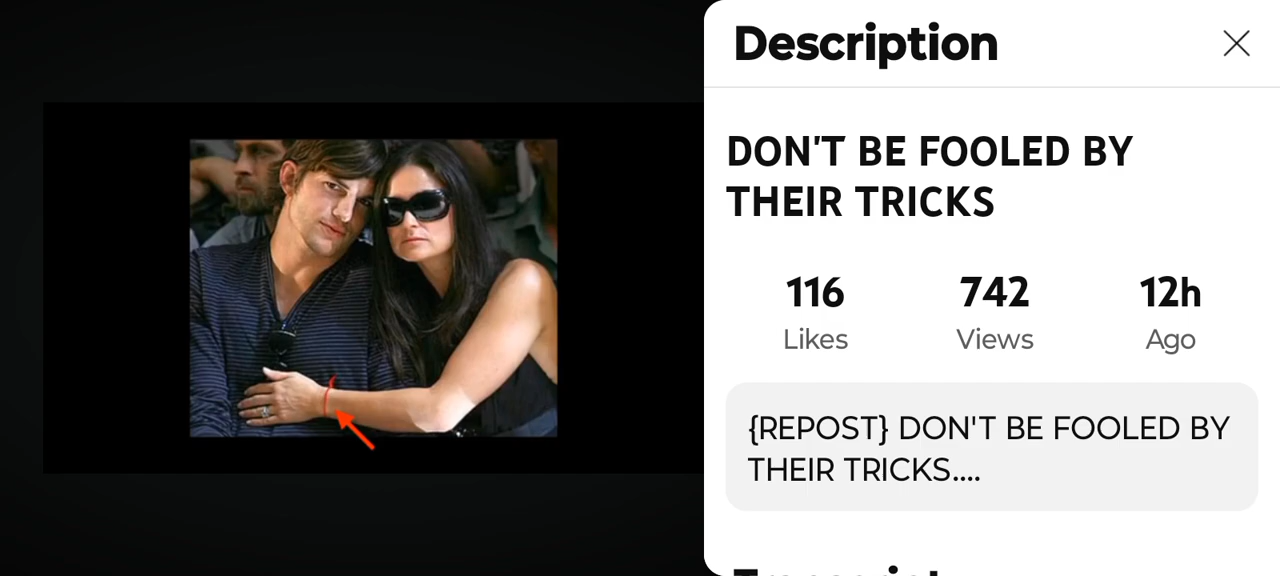 Description
DON'T BE FOOLED BY
THEIR TRICKS
116
Likes
742
Views
12h
Ago
{REPOST} DON'T BE FOOLED BY
THEIR TRICKS....